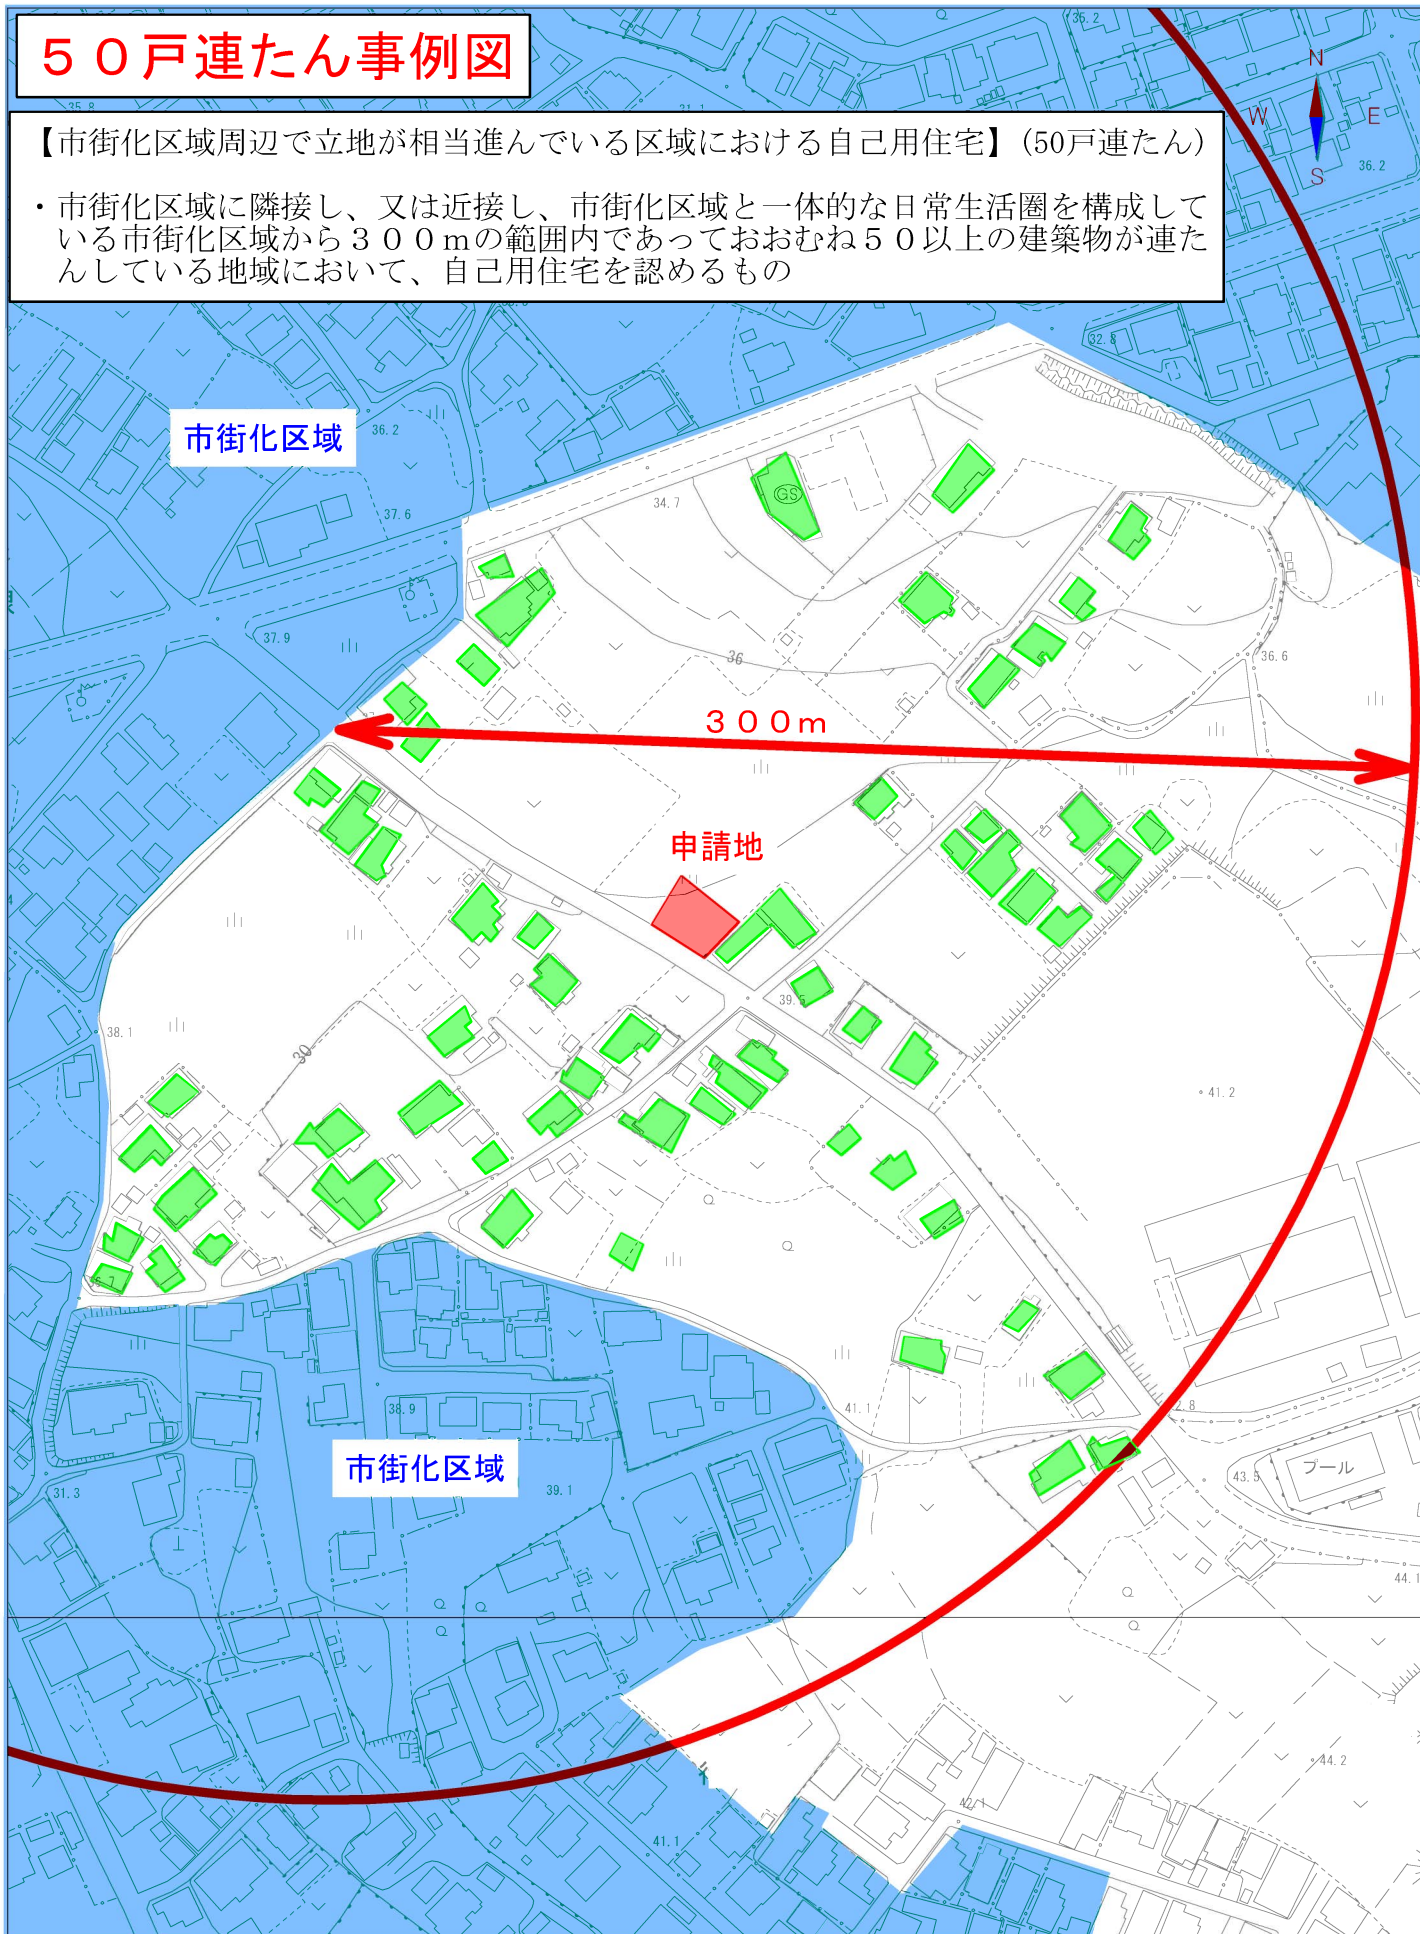 ５０戸連たん事例図
【市街化区域周辺で立地が相当進んでいる区域における自己用住宅】(50戸連たん)
・市街化区域に隣接し、又は近接し、市街化区域と一体的な日常生活圏を構成して
いる市街化区域から３００ｍの範囲内であっておおむね５０以上の建築物が連た
んしている地域において、自己用住宅を認めるもの
N
W
E
S
35.2
36.2
32.8
市街化区域
36.2
37.6
34.7
GS
37.9
36
36.6
３００ｍ
申請地
39.5
38.1
39
41.2
41.1
38.9
市街化区域
39.1
31.3
43.5
プール
44.1
44.2
42.1
41.1